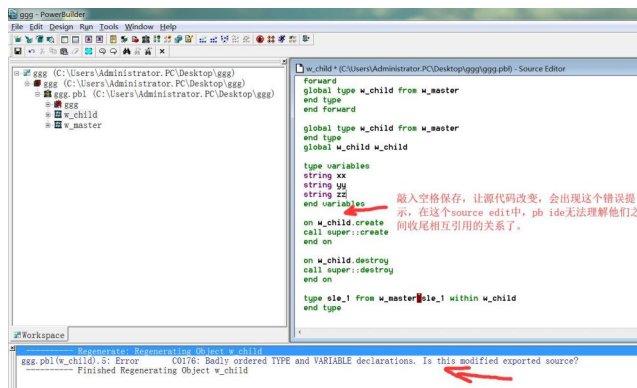 ggg - PowerBuilder
File Edit Design Run Tools Window Help
ggg (C:\Users\Administrator.PC\Desktop\ggg)
ggg (C:\Users\Administrator.PC\Desktop\ggg)
ggg.pbl (C:\Users\Administrator.PC\Desktop\ggg)
ggg
w_child
w_master
Workspace
w_child * (C:\Users\Administrator.PC\Desktop\ggg\ggg.pbl) - Source Editor
forward
global type w_child from w_master
end type
end forward
global type w_child from w_master
end type
global w_child w_child
type variables
string xx
string yy
string zz
end variables
on w_child.create
call super::create
end on
on w_child.destroy
call super::destroy
end on
type sle_1 from w_master`sle_1 within w_child
end type
敲入空格保存，让源代码改变，会出现这个错误提
示，在这个source edit中，pb ide无法理解他们之
间收尾相互引用的关系了。
---------- Regenerate: Regenerating Object w_child
ggg.pbl(w_child).5: Error C0176: Badly ordered TYPE and VARIABLE declarations. Is this modified exported source?
---------- Finished Regenerating Object w_child